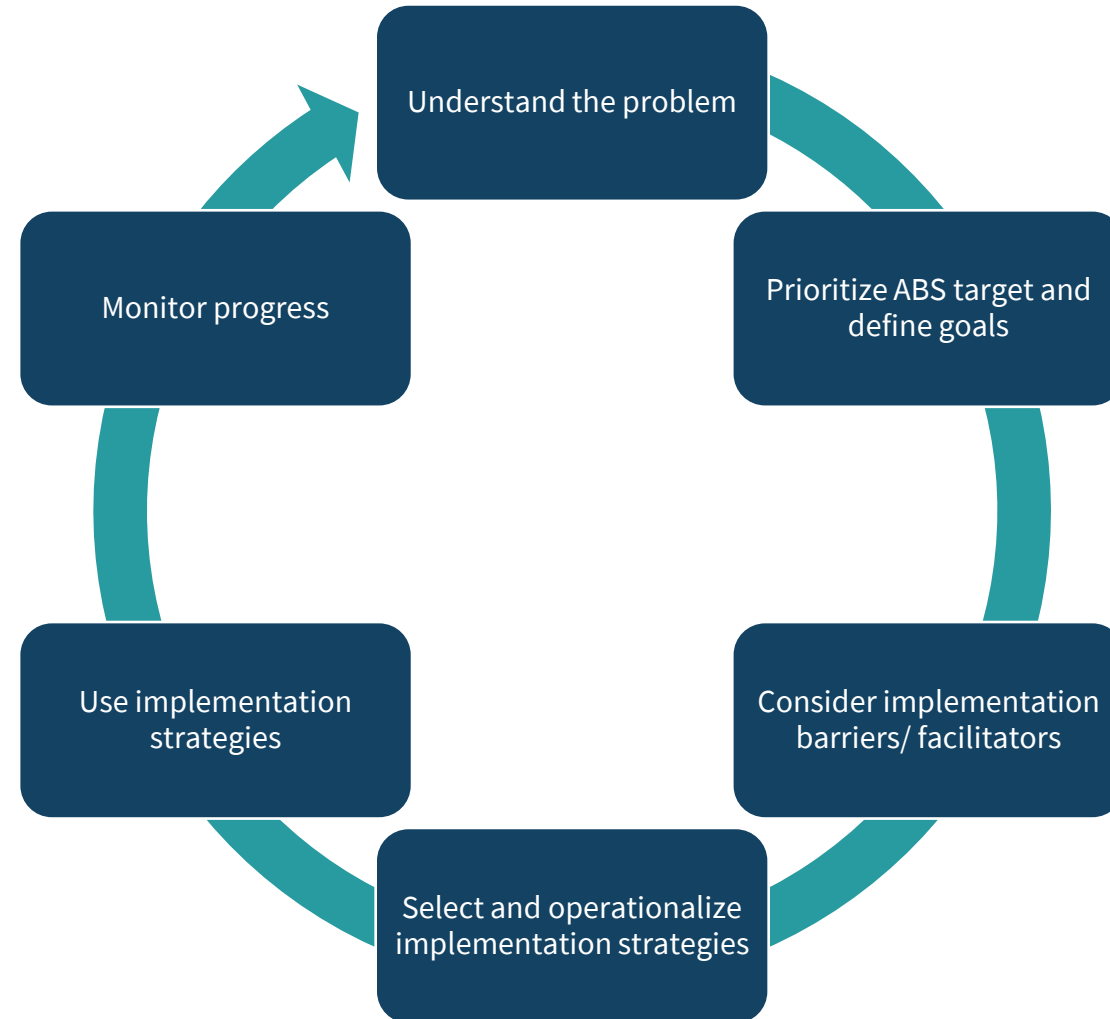 Understand the problem
Prioritize ABS target and
define goals
Consider implementation
barriers/ facilitators
Select and operationalize
implementation strategies
Use implementation
strategies
Monitor progress